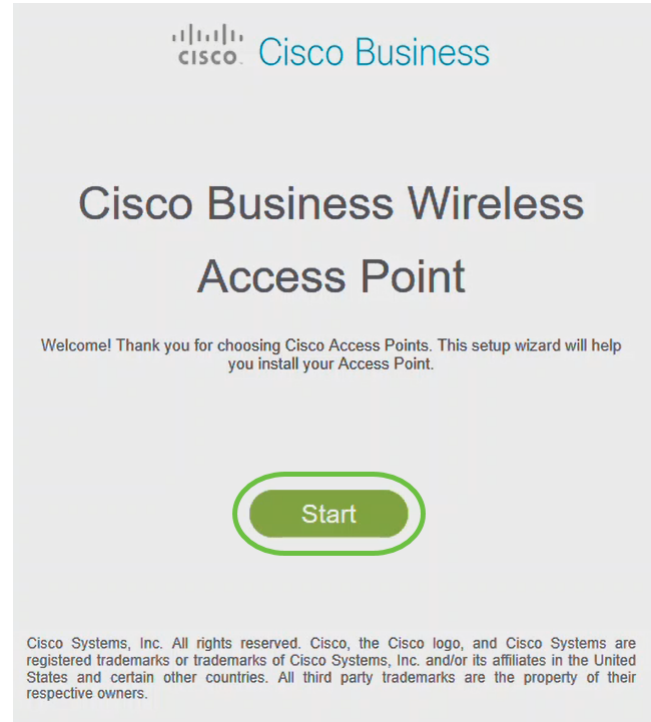 cisco. Cisco Business
Cisco Business Wireless
Access Point
Welcome! Thank you for choosing Cisco Access Points. This setup wizard will help
you install your Access Point.
Start
Cisco Systems, Inc. All rights reserved. Cisco, the Cisco logo, and Cisco Systems are
registered trademarks or trademarks of Cisco Systems, Inc. and/or its affiliates in the United
States and certain other countries. All third party trademarks are the property of their
respective owners.